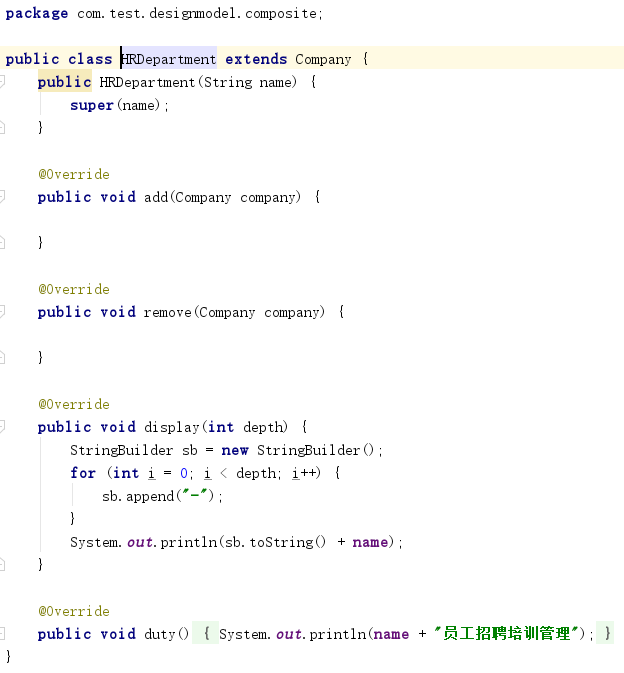 package com.test.designmodel.composite;
public class HRDepartment extends Company {
public HRDepartment(String name) {
super(name);
}
@Override
public void add(Company company) {
}
@Override
public void remove(Company company) {
}
@Override
public void display(int depth) {
StringBuilder sb = new StringBuilder();
for (int i = 0; i < depth; i++) {
sb.append("-");
}
System.out.println(sb.toString() + name);
}
@Override
public void duty() { System.out.println(name + "员工招聘培训管理"); }
}